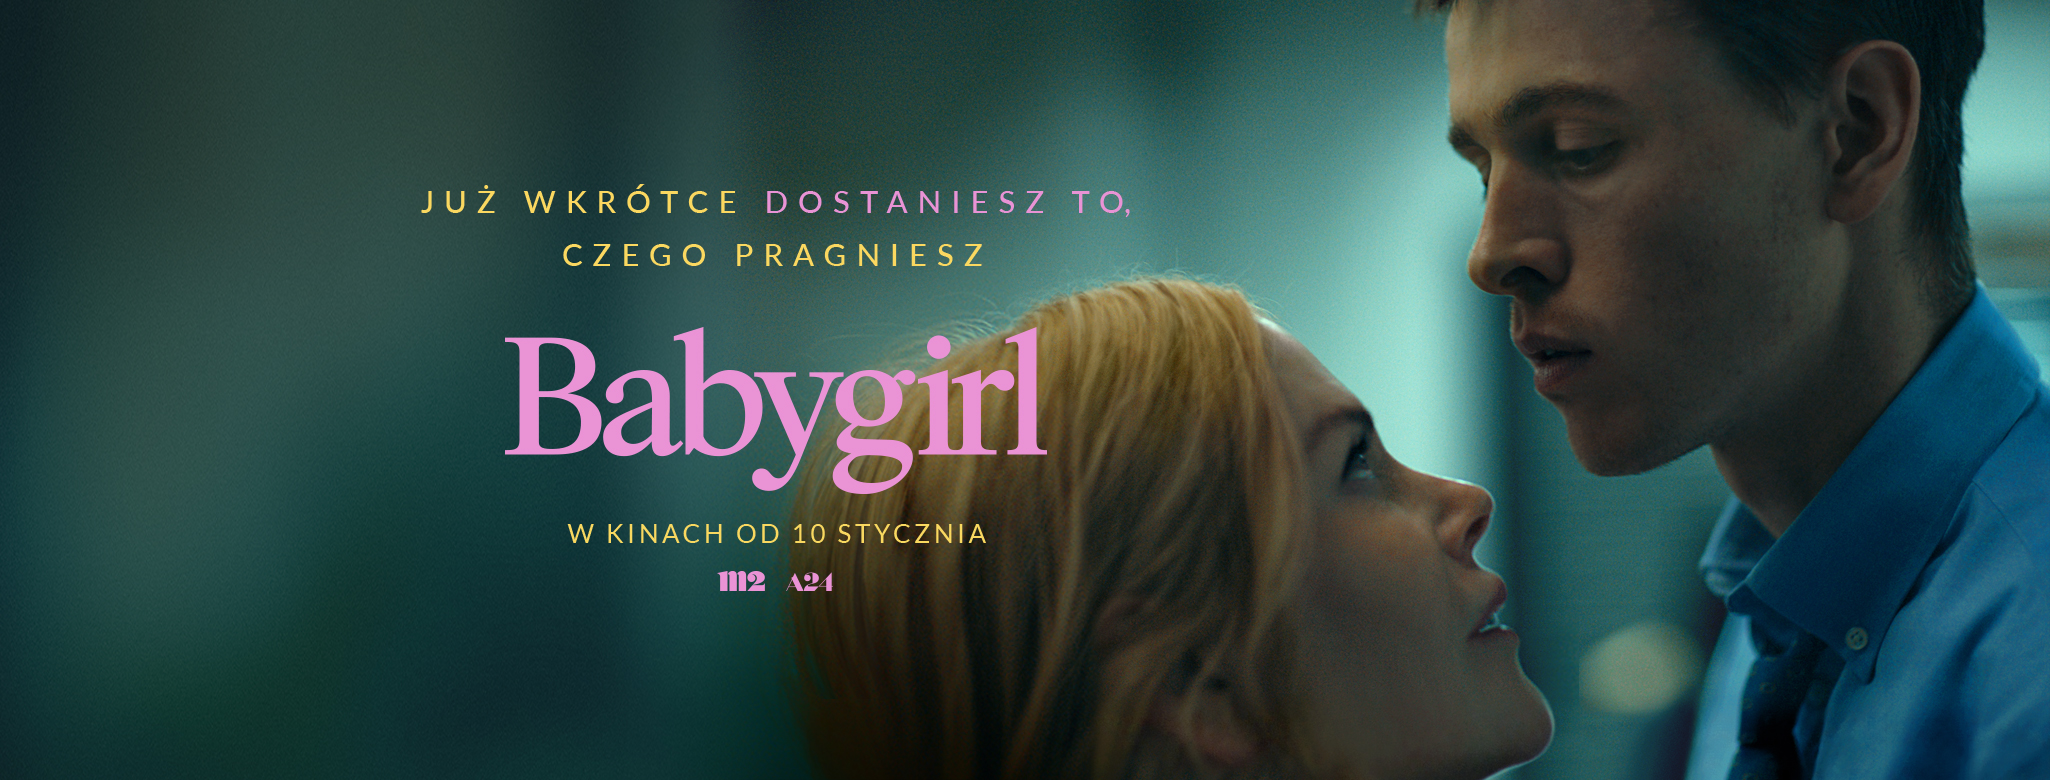 JUŻ WKRÓTCE DOSTANIESZ TO,
CZEGO PRAGNIESZ
Babygirl
W KINACH OD 10 STYCZNIA
m2 A24